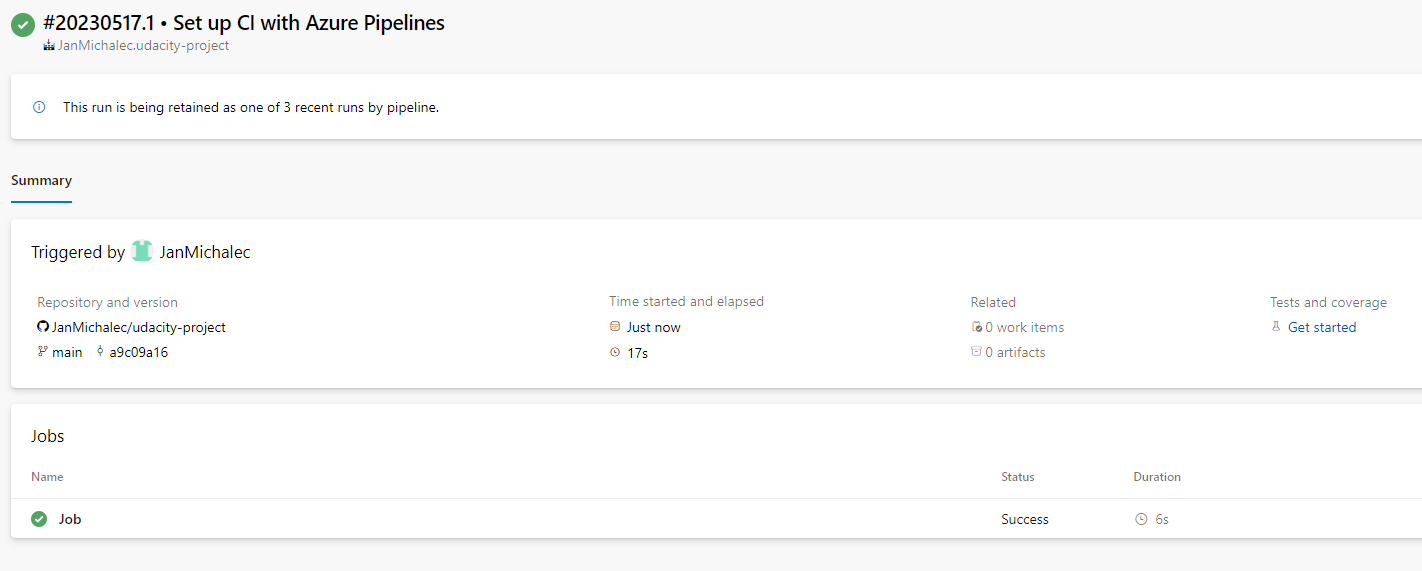 #20230517.1 • Set up CI with Azure Pipelines
JanMichalec.udacity-project
This run is being retained as one of 3 recent runs by pipeline.
Summary
Triggered by JanMichalec
Repository and version
JanMichalec/udacity-project
main a9c09a16
Time started and elapsed
Just now
17s
Related
0 work items
0 artifacts
Tests and coverage
Get started
Jobs
Name Status Duration
Job Success 6s